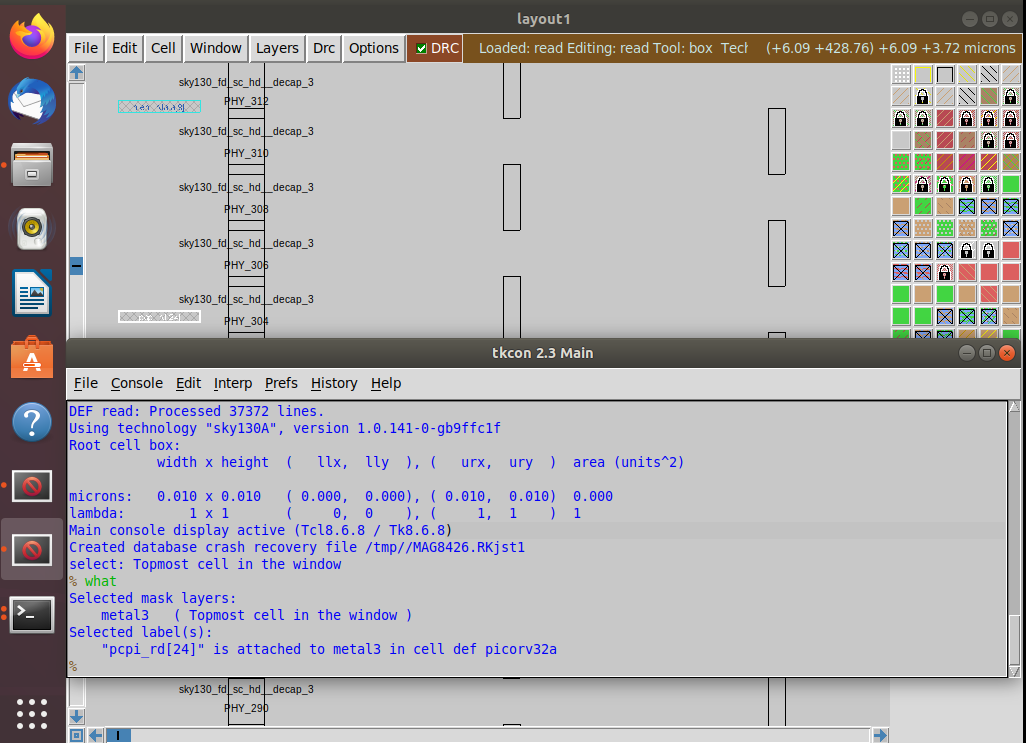 layout1
File Edit Cell Window Layers Drc Options DRC Loaded: read Editing: read Tool: box Tecl (+6.09 +428.76) +6.09 +3.72 microns
sky130_fd_sc_hd__decap_3
PHY_312
sky130_fd_sc_hd__decap_3
PHY_310
sky130_fd_sc_hd__decap_3
PHY_308
sky130_fd_sc_hd__decap_3
PHY_306
sky130_fd_sc_hd__decap_3
pcpi_rd[24]
PHY_304
tkcon 2.3 Main
File Console Edit Interp Prefs History Help
DEF read: Processed 37372 lines.
Using technology "sky130A", version 1.0.141-0-gb9ffc1f
Root cell box:
width x height ( llx, lly ), ( urx, ury ) area (units^2)
microns: 0.010 x 0.010 ( 0.000, 0.000), ( 0.010, 0.010) 0.000
lambda: 1 x 1 ( 0, 0 ), ( 1, 1 ) 1
Main console display active (Tcl8.6.8 / Tk8.6.8)
Created database crash recovery file /tmp//MAG8426.RKjst1
select: Topmost cell in the window
% what
Selected mask layers:
metal3 ( Topmost cell in the window )
Selected label(s):
"pcpi_rd[24]" is attached to metal3 in cell def picorv32a
%
sky130_fd_sc_hd__decap_3
PHY_290